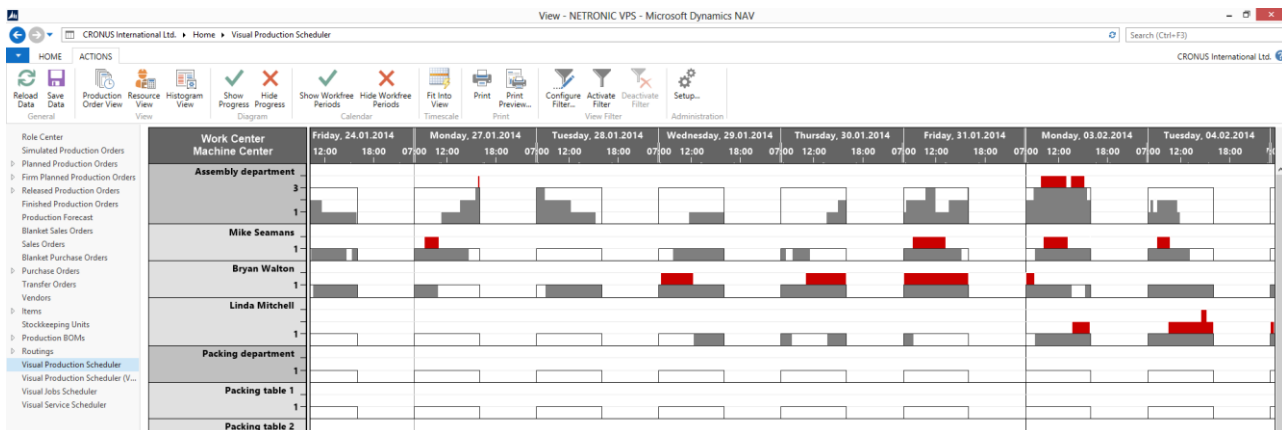 View - NETRONIC VPS - Microsoft Dynamics NAV
CRONUS International Ltd. Home Visual Production Scheduler
Search (Ctrl+F3)
HOME ACTIONS
CRONUS International Ltd.
Reload Data
Save Data
Production Order View
Resource View
Histogram View
Show Progress
Hide Progress
Show Workfree Periods
Hide Workfree Periods
Fit Into View
Print
Print Preview...
Configure Filter...
Activate Filter
Deactivate Filter
Setup...
General View Diagram Calendar Timescale Print View Filter Administration
Role Center
Simulated Production Orders
Planned Production Orders
Firm Planned Production Orders
Released Production Orders
Finished Production Orders
Production Forecast
Blanket Sales Orders
Sales Orders
Blanket Purchase Orders
Purchase Orders
Transfer Orders
Vendors
Items
Stockkeeping Units
Production BOMs
Routings
Visual Production Scheduler
Visual Production Scheduler (V...
Visual Jobs Scheduler
Visual Service Scheduler
Work Center
Machine Center
Friday, 24.01.2014 Monday, 27.01.2014 Tuesday, 28.01.2014 Wednesday, 29.01.2014 Thursday, 30.01.2014 Friday, 31.01.2014 Monday, 03.02.2014 Tuesday, 04.02.2014
12:00 18:00 07:00 12:00 18:00 07:00 12:00 18:00 07:00 12:00 18:00 07:00 12:00 18:00 07:00 12:00 18:00 07:00 12:00 18:00 07:00 12:00 18:00
Assembly department
3
1
Mike Seamans
1
Bryan Walton
1
Linda Mitchell
1
Packing department
1
Packing table 1
1
Packing table 2